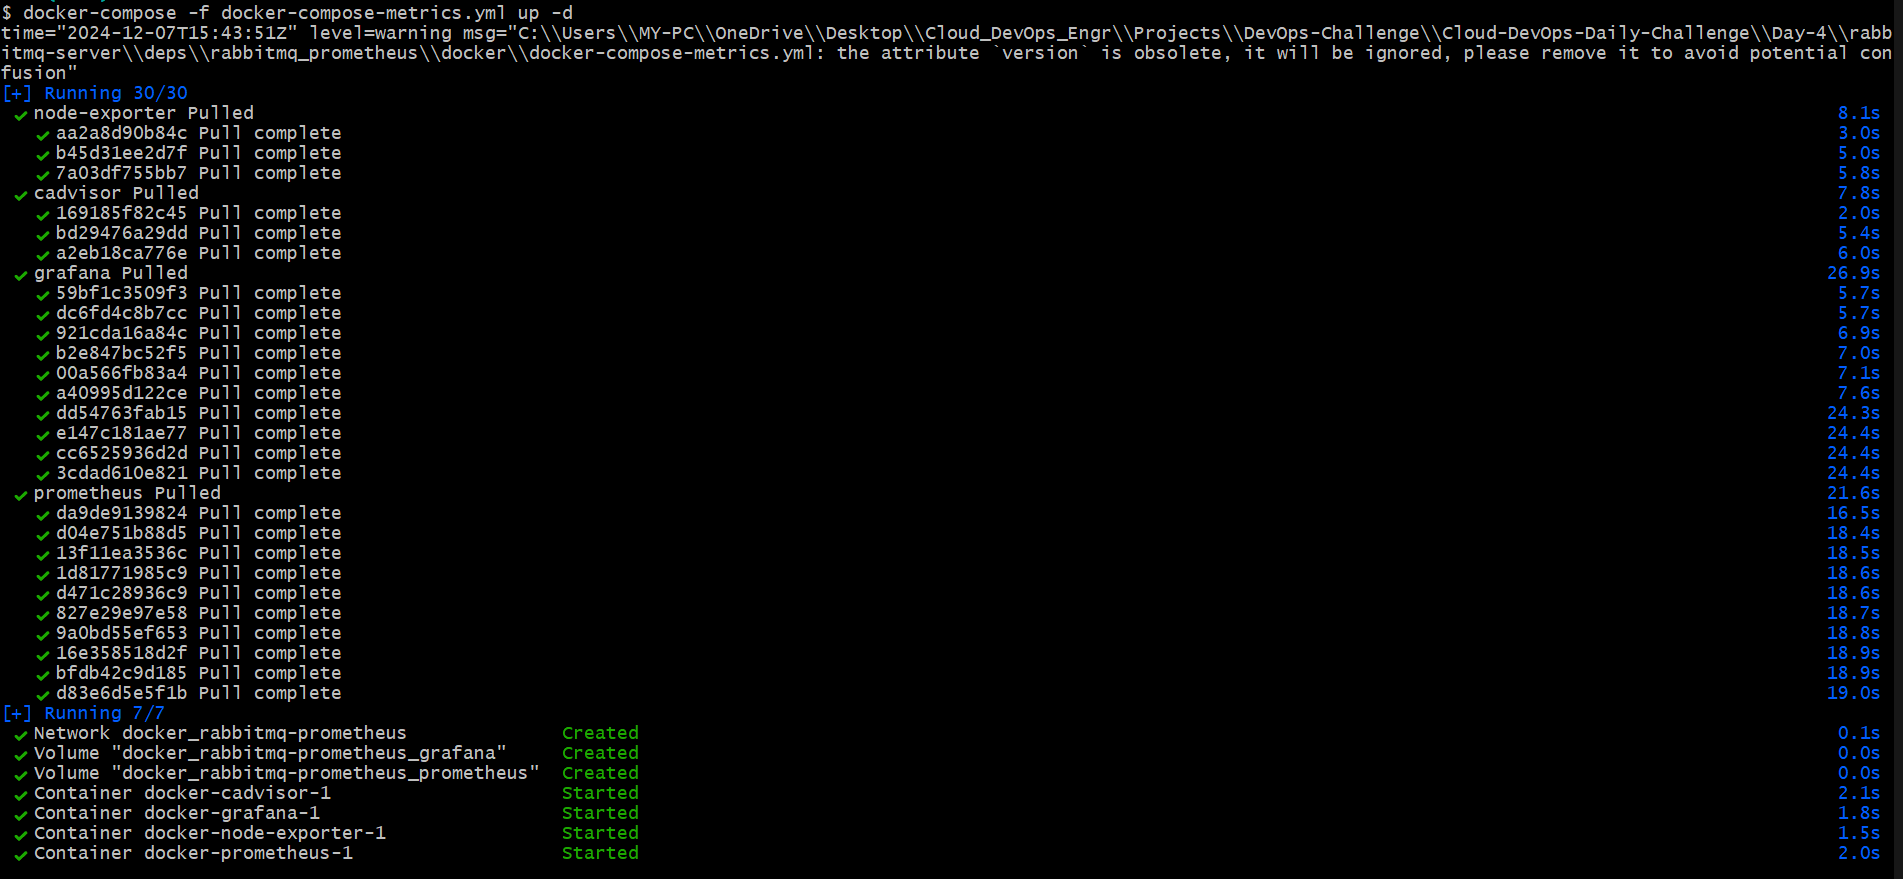 $ docker-compose -f docker-compose-metrics.yml up -d
time="2024-12-07T15:43:51Z" level=warning msg="C:\\Users\\MY-PC\\OneDrive\\Desktop\\Cloud_DevOps_Engr\\Projects\\DevOps-Challenge\\Cloud-DevOps-Daily-Challenge\\Day-4\\rabb
itmq-server\\deps\\rabbitmq_prometheus\\docker\\docker-compose-metrics.yml: the attribute `version` is obsolete, it will be ignored, please remove it to avoid potential con
fusion"
[+] Running 30/30
✔ node-exporter Pulled 8.1s
✔ aa2a8d90b84c Pull complete 3.0s
✔ b45d31ee2d7f Pull complete 5.0s
✔ 7a03df755bb7 Pull complete 5.8s
✔ cadvisor Pulled 7.8s
✔ 169185f82c45 Pull complete 2.0s
✔ bd29476a29dd Pull complete 5.4s
✔ a2eb18ca776e Pull complete 6.0s
✔ grafana Pulled 26.9s
✔ 59bf1c3509f3 Pull complete 5.7s
✔ dc6fd4c8b7cc Pull complete 5.7s
✔ 921cda16a84c Pull complete 6.9s
✔ b2e847bc52f5 Pull complete 7.0s
✔ 00a566fb83a4 Pull complete 7.1s
✔ a40995d122ce Pull complete 7.6s
✔ dd54763fab15 Pull complete 24.3s
✔ e147c181ae77 Pull complete 24.4s
✔ cc6525936d2d Pull complete 24.4s
✔ 3cdad610e821 Pull complete 24.4s
✔ prometheus Pulled 21.6s
✔ da9de9139824 Pull complete 16.5s
✔ d04e751b88d5 Pull complete 18.4s
✔ 13f11ea3536c Pull complete 18.5s
✔ 1d81771985c9 Pull complete 18.6s
✔ d471c28936c9 Pull complete 18.6s
✔ 827e29e97e58 Pull complete 18.7s
✔ 9a0bd55ef653 Pull complete 18.8s
✔ 16e358518d2f Pull complete 18.9s
✔ bfdb42c9d185 Pull complete 18.9s
✔ d83e6d5e5f1b Pull complete 19.0s
[+] Running 7/7
✔ Network docker_rabbitmq-prometheus Created 0.1s
✔ Volume "docker_rabbitmq-prometheus_grafana" Created 0.0s
✔ Volume "docker_rabbitmq-prometheus_prometheus" Created 0.0s
✔ Container docker-cadvisor-1 Started 2.1s
✔ Container docker-grafana-1 Started 1.8s
✔ Container docker-node-exporter-1 Started 1.5s
✔ Container docker-prometheus-1 Started 2.0s